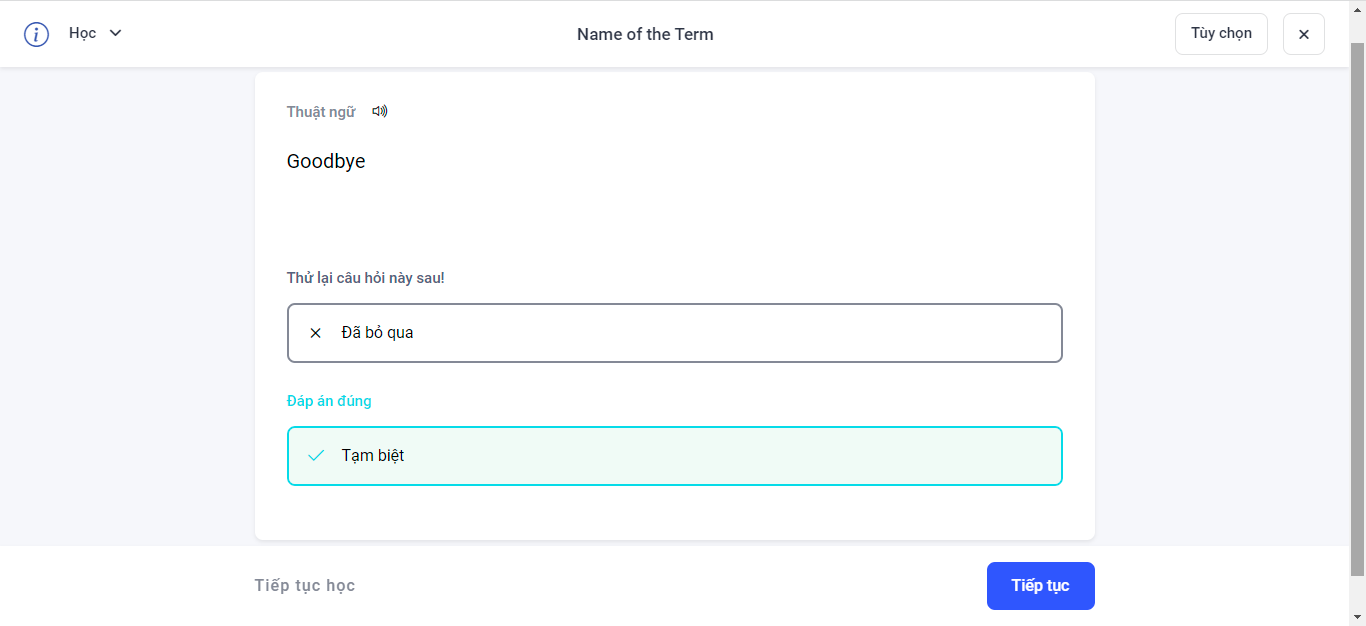 Học
Name of the Term
Tùy chọn
Thuật ngữ
Goodbye
Thử lại câu hỏi này sau!
Đã bỏ qua
Đáp án đúng
Tạm biệt
Tiếp tục học
Tiếp tục